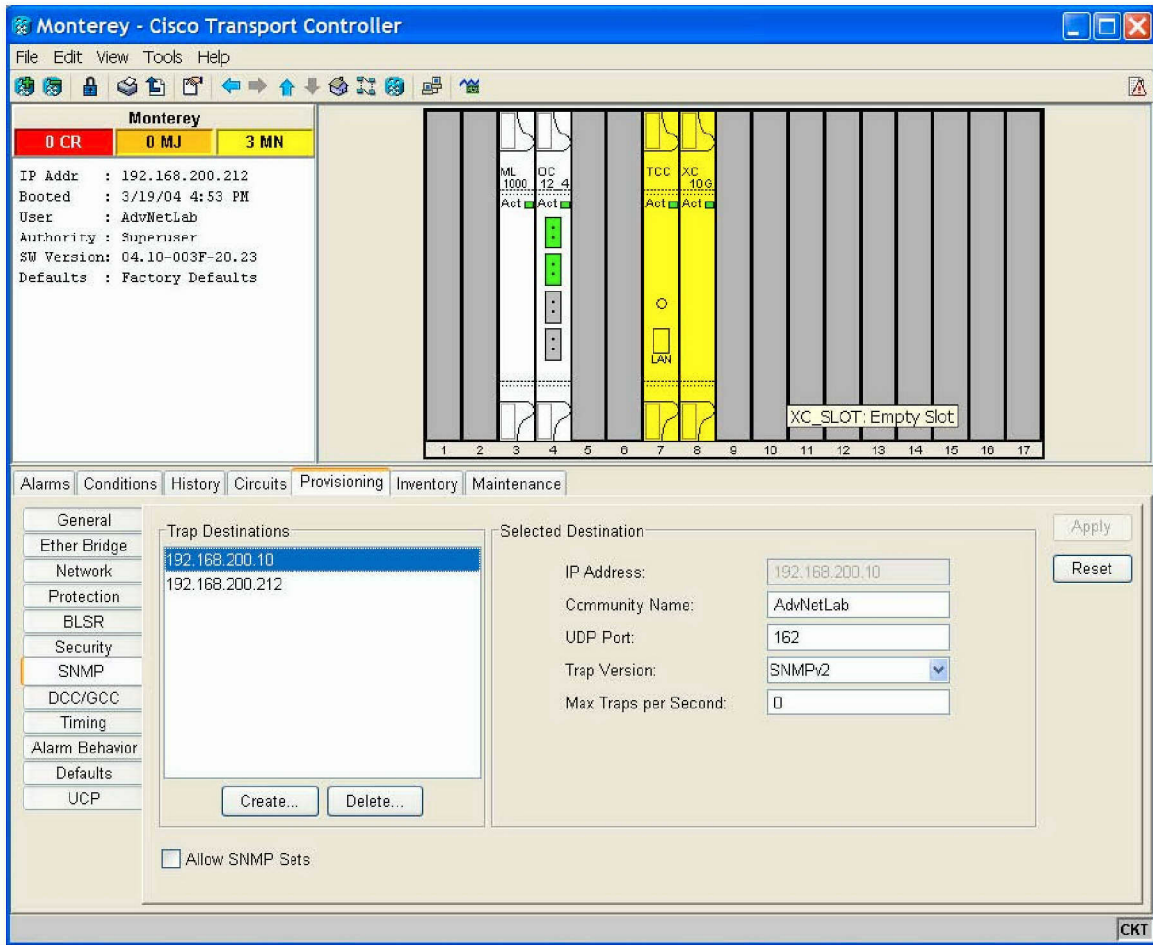 Monterey - Cisco Transport Controller
File Edit View Tools Help
Monterey
0 CR 0 MJ 3 MN
IP Addr : 192.168.200.212
Booted : 3/19/04 4:53 PM
User : AdvNetLab
Authority : Superuser
SW Version: 04.10-003F-20.23
Defaults : Factory Defaults
ML 1000 OC 12_4 TCC XC 10G
Act Act Act Act
LAN
XC_SLOT: Empty Slot
1 2 3 4 5 6 7 8 9 10 11 12 13 14 15 16 17
Alarms Conditions History Circuits Provisioning Inventory Maintenance
General
Ether Bridge
Network
Protection
BLSR
Security
SNMP
DCC/GCC
Timing
Alarm Behavior
Defaults
UCP
Trap Destinations
192.168.200.10
192.168.200.212
Create... Delete...
Allow SNMP Sets
Selected Destination
IP Address: 192.168.200.10
Community Name: AdvNetLab
UDP Port: 162
Trap Version: SNMPv2
Max Traps per Second: 0
Apply
Reset
CKT